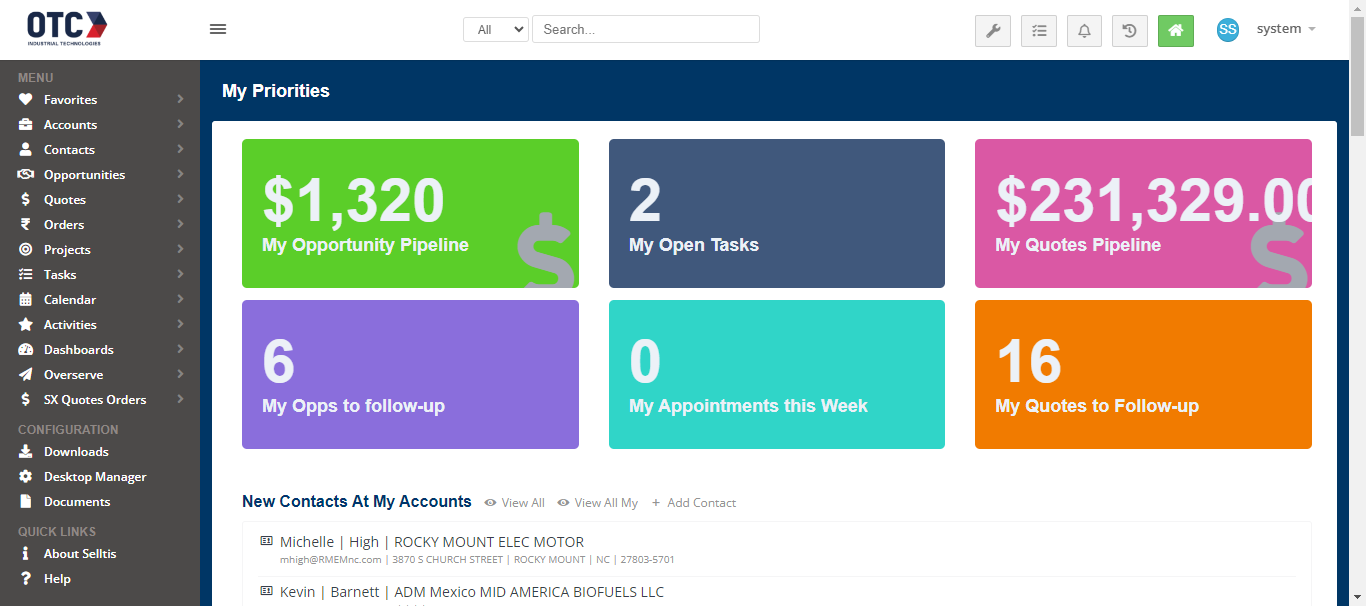 OTC
INDUSTRIAL TECHNOLOGIES
All
Search...
SS
system
MENU
Favorites
Accounts
Contacts
Opportunities
Quotes
Orders
Projects
Tasks
Calendar
Activities
Dashboards
Overserve
SX Quotes Orders
CONFIGURATION
Downloads
Desktop Manager
Documents
QUICK LINKS
About Selltis
Help
My Priorities
$1,320
My Opportunity Pipeline
2
My Open Tasks
$231,329.00
My Quotes Pipeline
6
My Opps to follow-up
0
My Appointments this Week
16
My Quotes to Follow-up
New Contacts At My Accounts View All View All My + Add Contact
Michelle | High | ROCKY MOUNT ELEC MOTOR
mhigh@RMEMnc.com | 3870 S CHURCH STREET | ROCKY MOUNT | NC | 27803-5701
Kevin | Barnett | ADM Mexico MID AMERICA BIOFUELS LLC